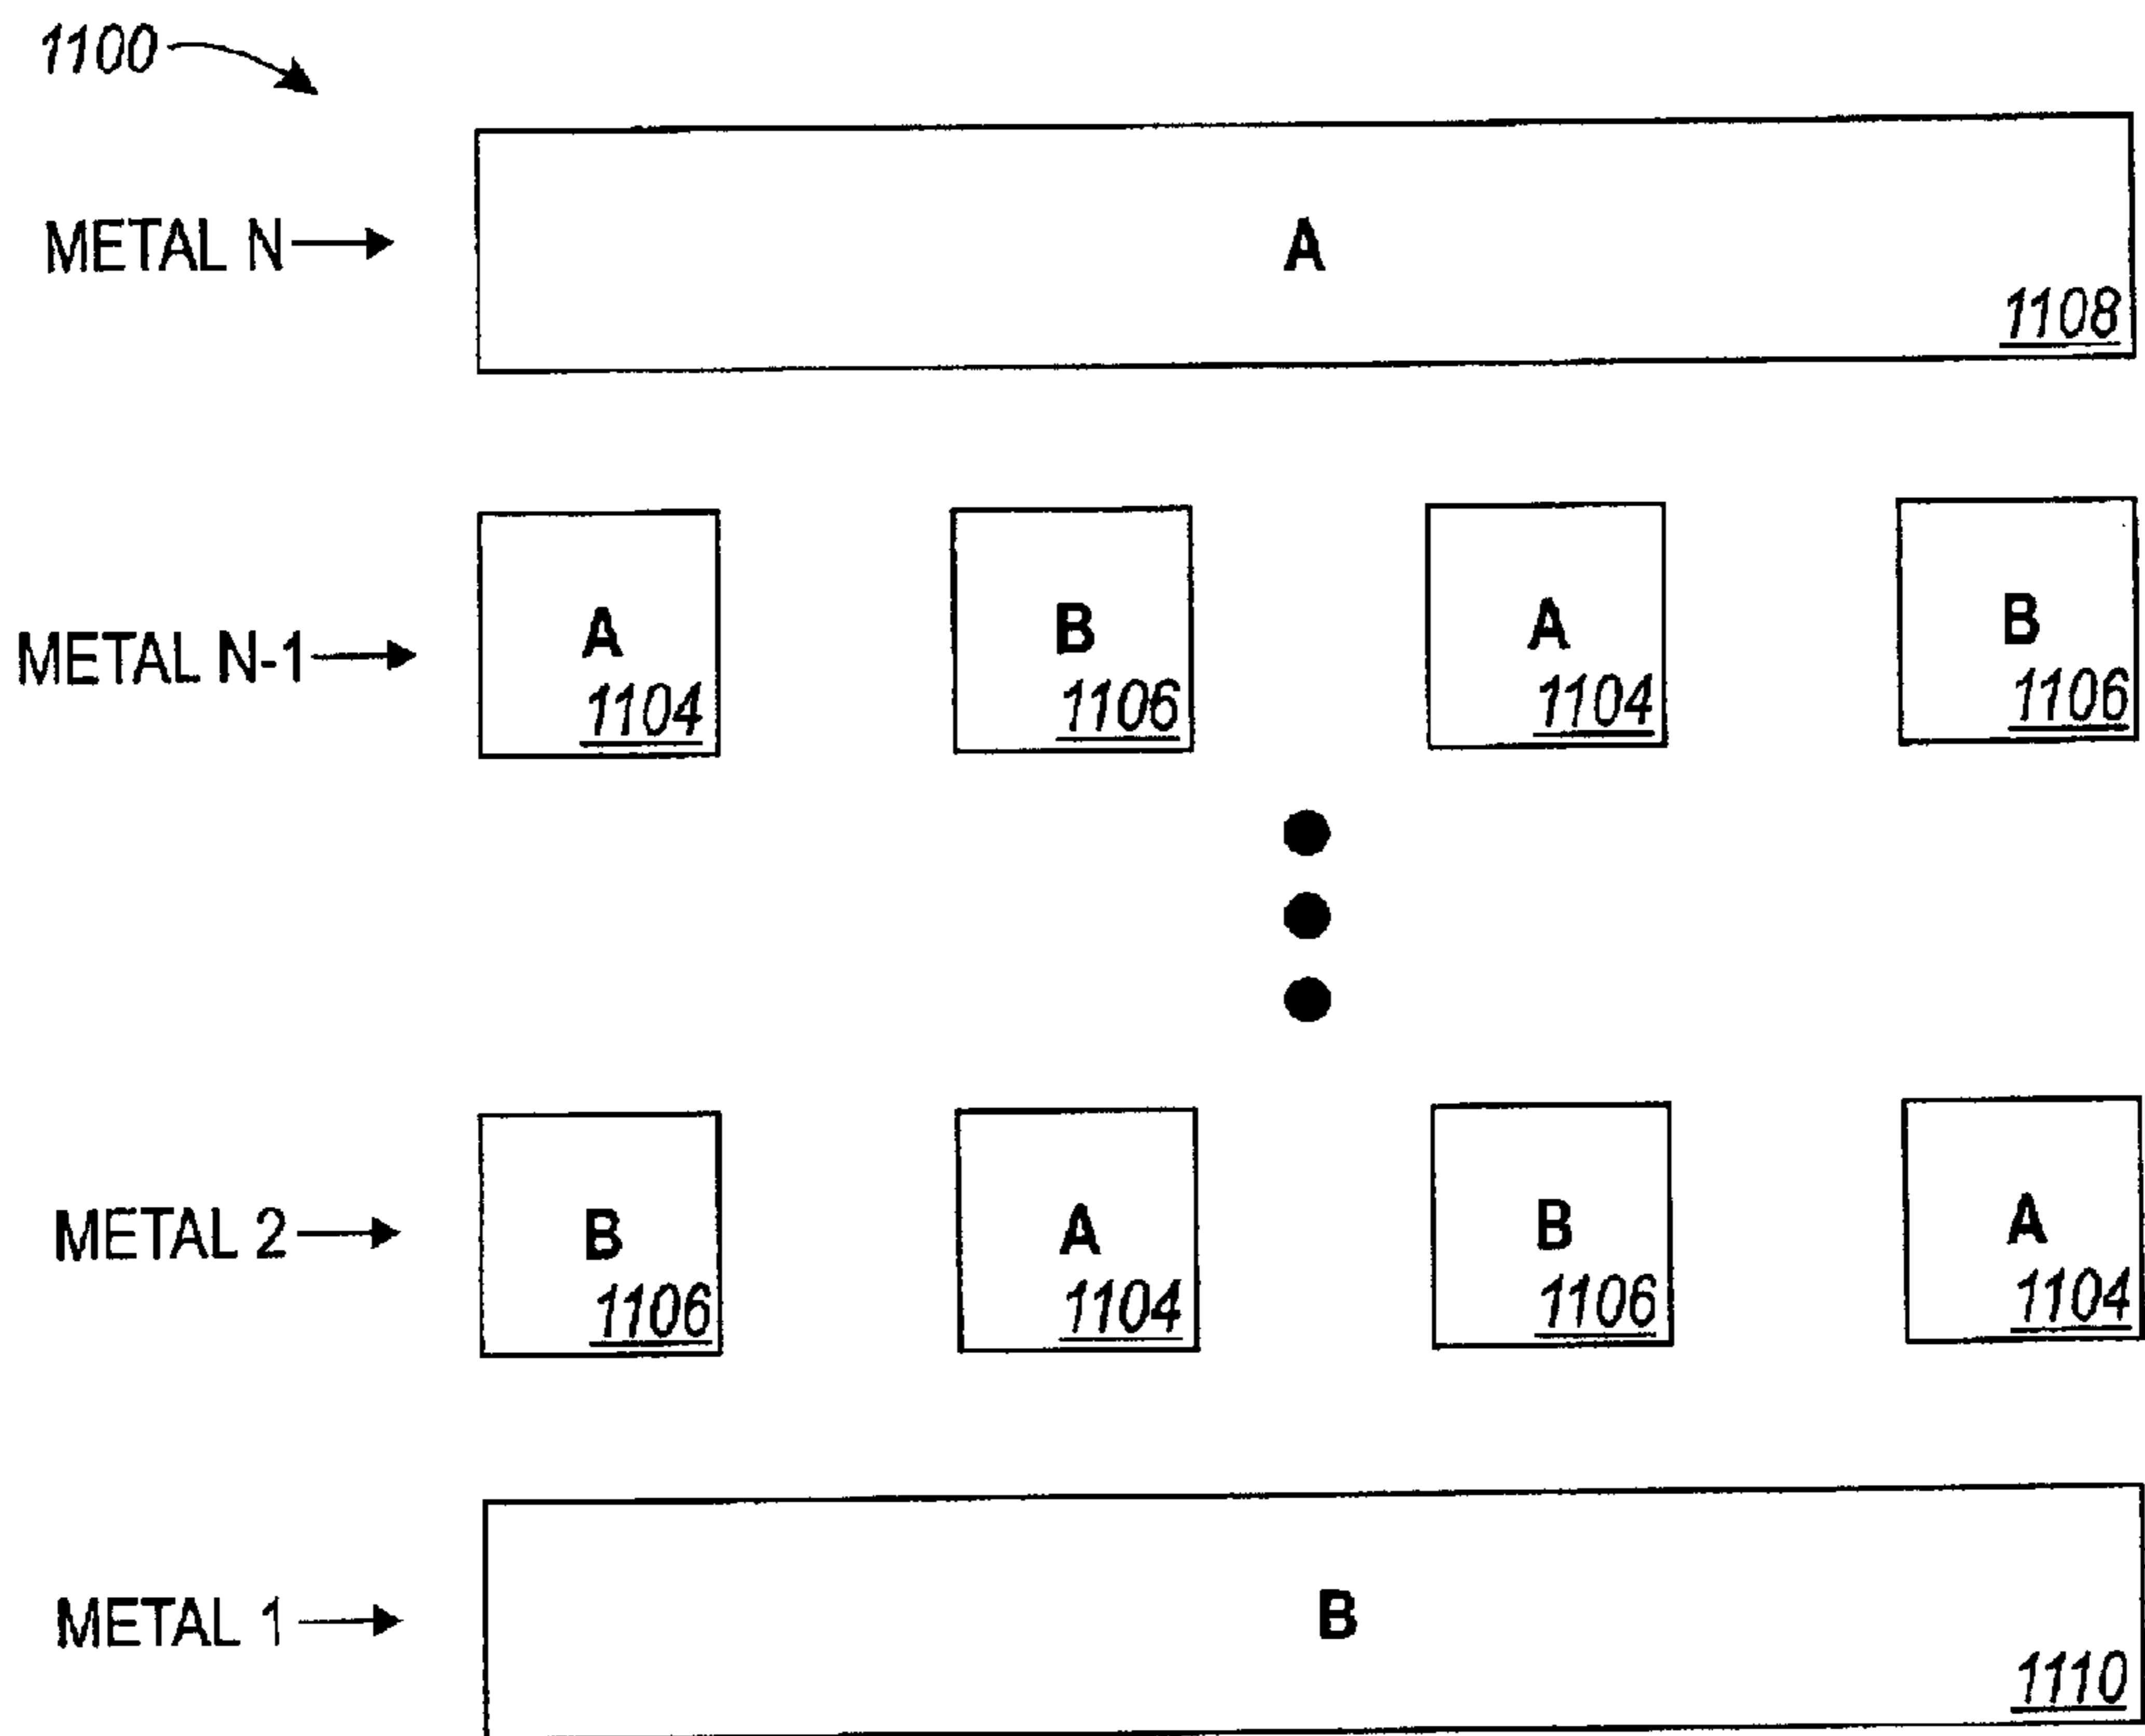 1100
METAL N
A
1108
METAL N-1
A B A B
1104 1106 1104 1106
METAL 2
B A B A
1106 1104 1106 1104
METAL 1
B
1110